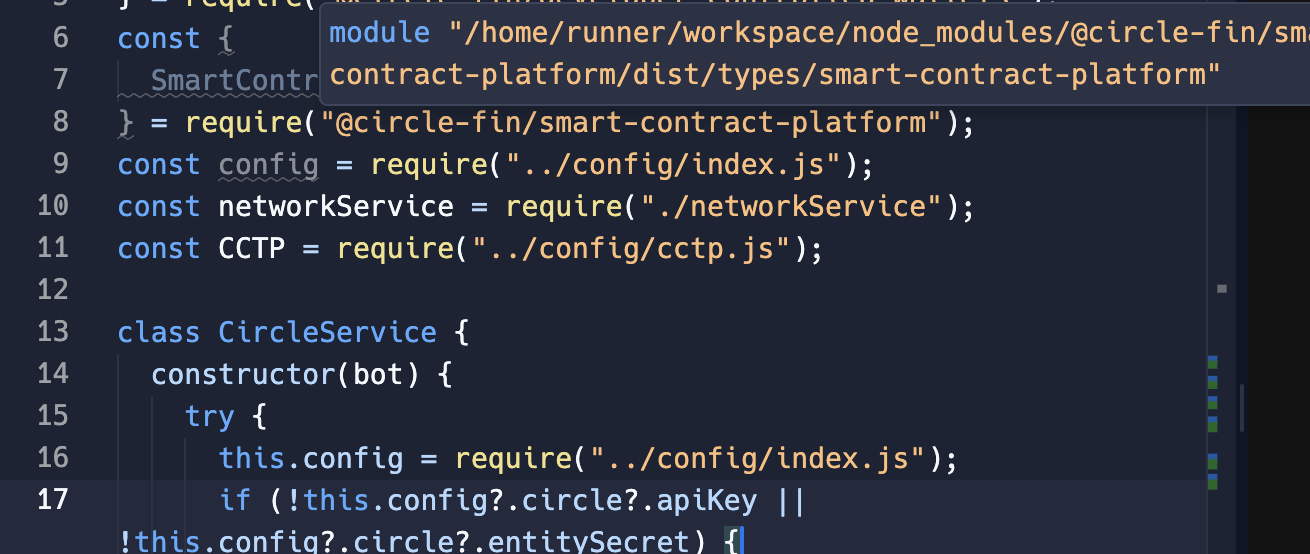 5 } = require(
module "/home/runner/workspace/node_modules/@circle-fin/sma
contract-platform/dist/types/smart-contract-platform"
6 const {
7 SmartContr
8 } = require("@circle-fin/smart-contract-platform");
9 const config = require("../config/index.js");
10 const networkService = require("./networkService");
11 const CCTP = require("../config/cctp.js");
12
13 class CircleService {
14 constructor(bot) {
15 try {
16 this.config = require("../config/index.js");
17 if (!this.config?.circle?.apiKey ||
!this.config?.circle?.entitySecret) {